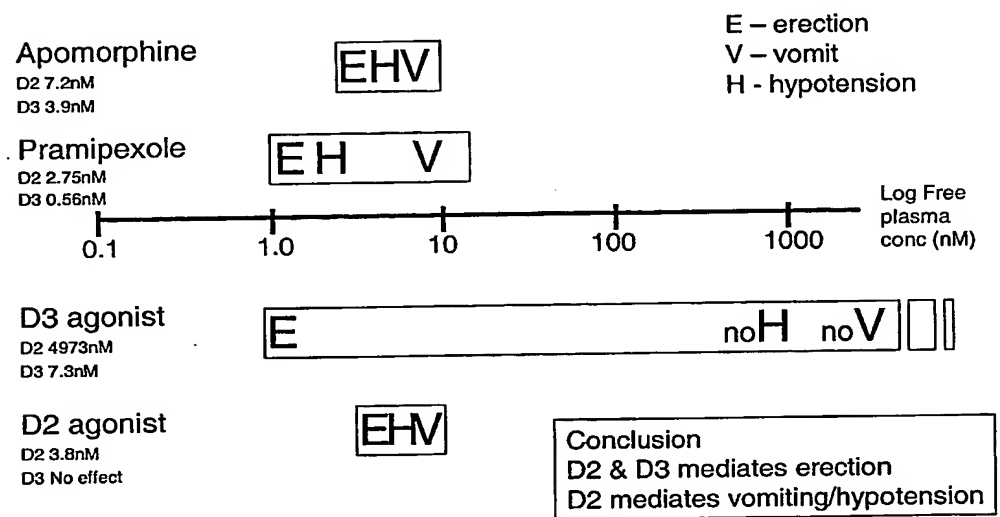 Apomorphine
D2 7.2nM
D3 3.9nM
EHV
E – erection
V – vomit
H - hypotension
Pramipexole
D2 2.75nM
D3 0.56nM
E H V
0.1 1.0 10 100 1000
Log Free
plasma
conc (nM)
D3 agonist
D2 4973nM
D3 7.3nM
E noH noV
D2 agonist
D2 3.8nM
D3 No effect
EHV
Conclusion
D2 & D3 mediates erection
D2 mediates vomiting/hypotension